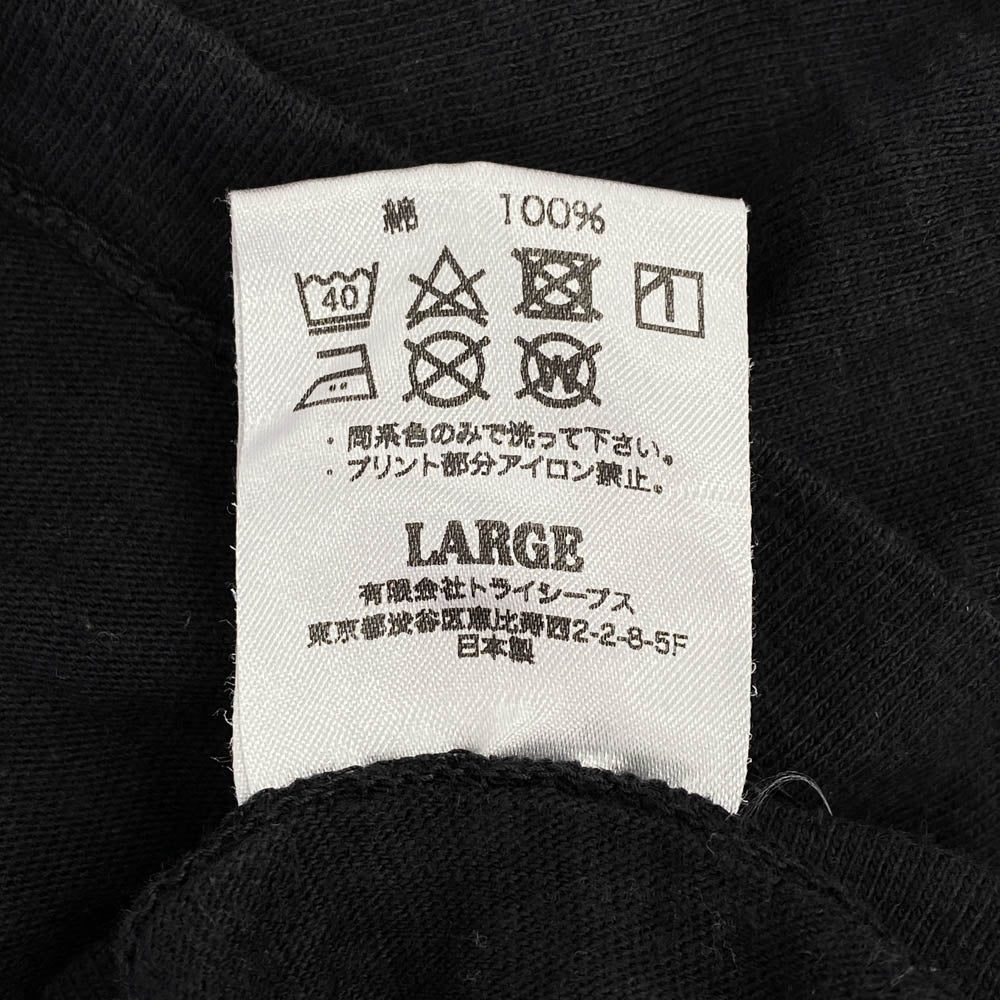 綿 100%
40
W
・同系色のみで洗って下さい。
・プリント部分アイロン禁止。
LARGE
有限会社トライシープス
東京都渋谷区恵比寿西2-2-8-5F
日本製